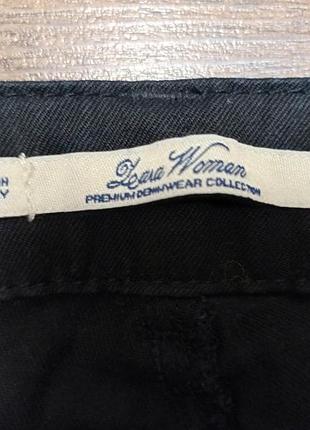 Zara Woman
PREMIUM DENIM WEAR COLLECTION